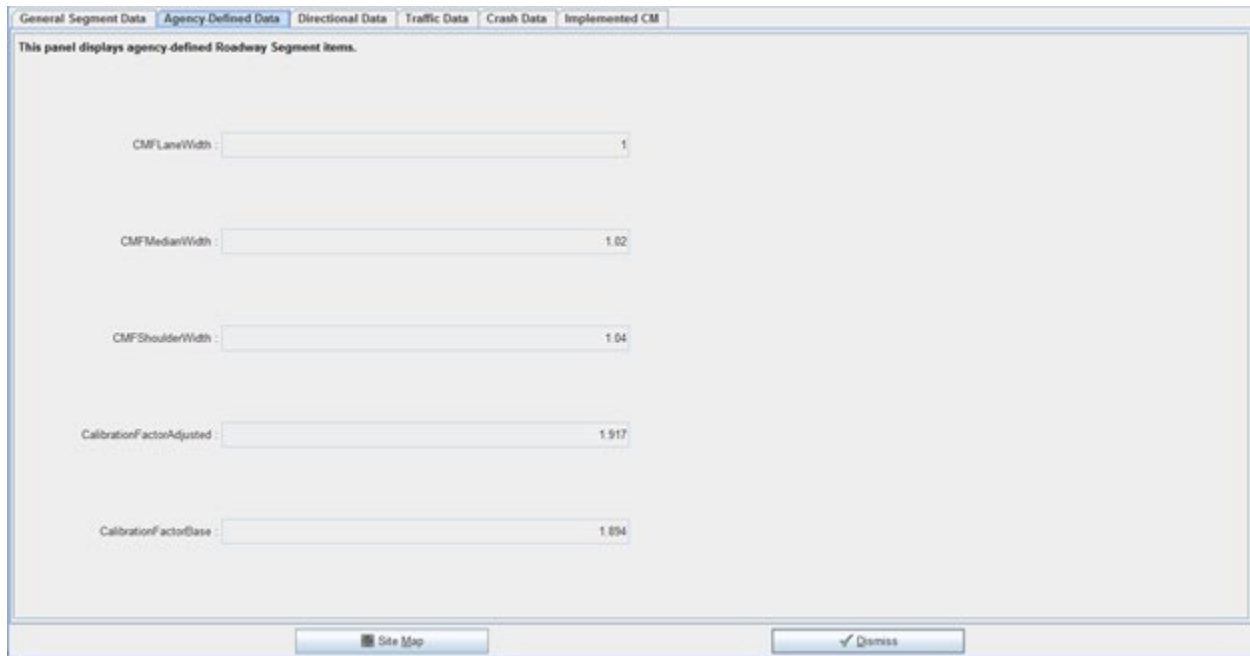 General Segment Data Agency-Defined Data Directional Data Traffic Data Crash Data Implemented CM
This panel displays agency-defined Roadway Segment items.
CMFLaneWidth : 1
CMFMedianWidth : 1.02
CMFShoulderWidth : 1.04
CalibrationFactorAdjusted : 1.917
CalibrationFactorBase : 1.894
Site Map Dismiss